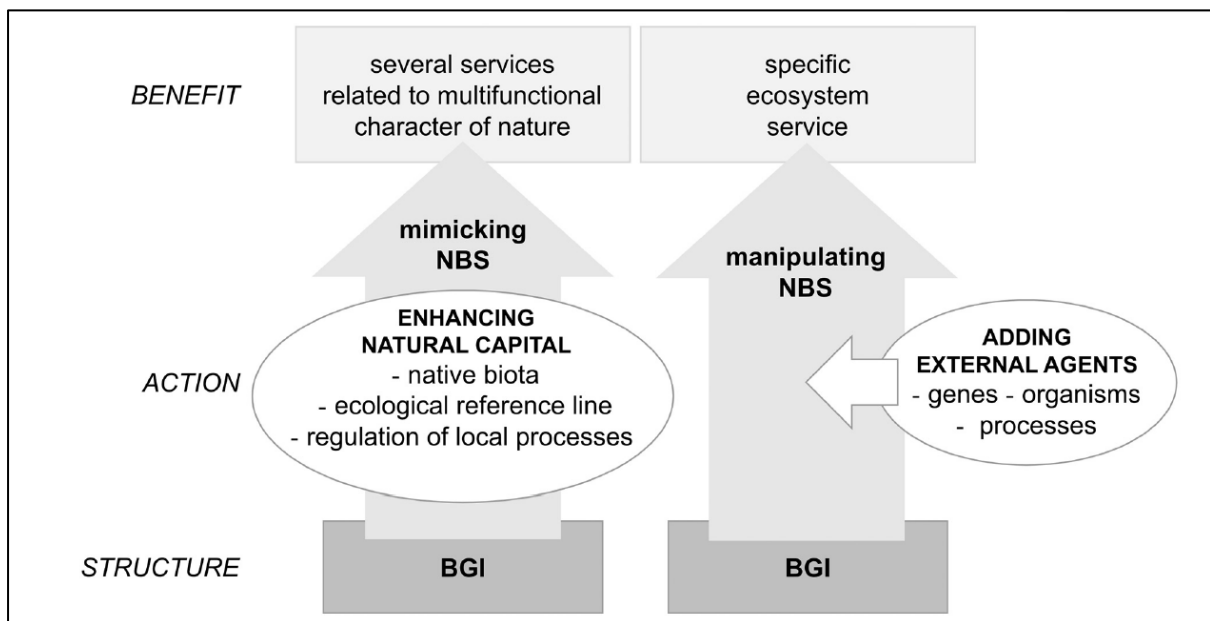 BENEFIT
several services
related to multifunctional
character of nature
specific
ecosystem
service
mimicking
NBS
manipulating
NBS
ACTION
ENHANCING
NATURAL CAPITAL
- native biota
- ecological reference line
- regulation of local processes
ADDING
EXTERNAL AGENTS
- genes - organisms
- processes
STRUCTURE
BGI
BGI